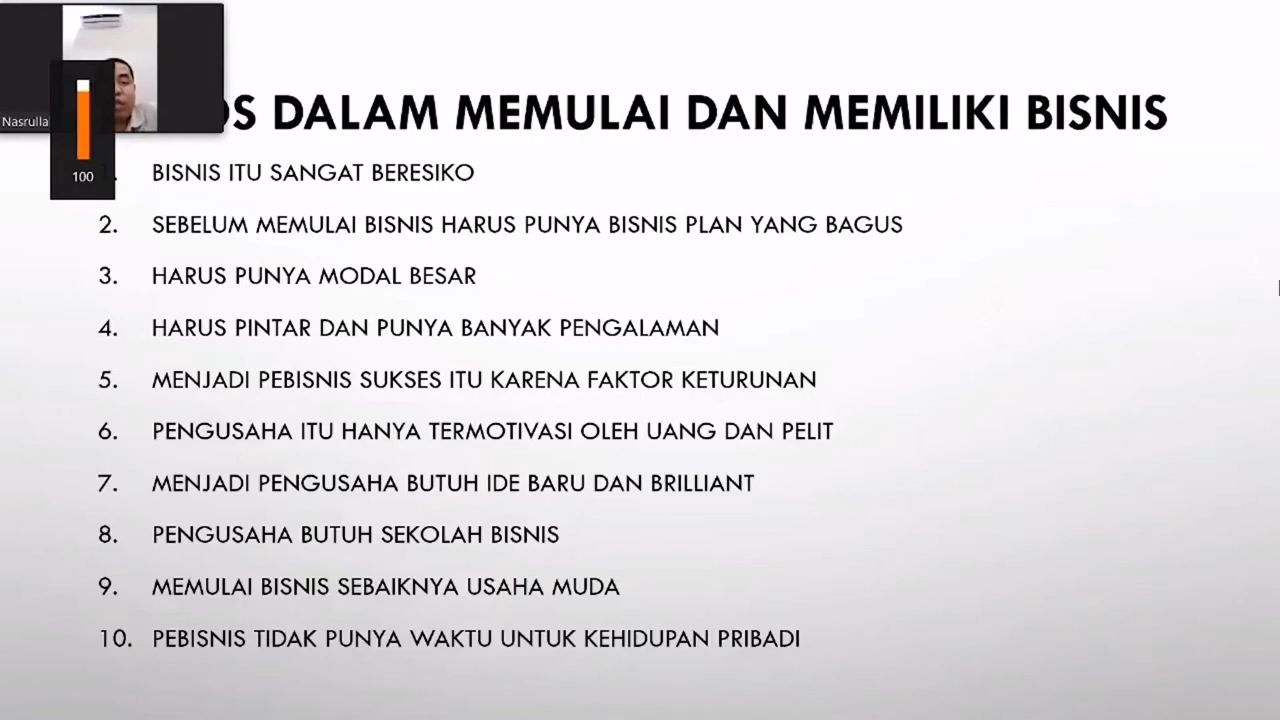 Nasrulla
100
DALAM MEMULAI DAN MEMILIKI BISNIS
1. BISNIS ITU SANGAT BERESIKO
2. SEBELUM MEMULAI BISNIS HARUS PUNYA BISNIS PLAN YANG BAGUS
3. HARUS PUNYA MODAL BESAR
4. HARUS PINTAR DAN PUNYA BANYAK PENGALAMAN
5. MENJADI PEBISNIS SUKSES ITU KARENA FAKTOR KETURUNAN
6. PENGUSAHA ITU HANYA TERMOTIVASI OLEH UANG DAN PELIT
7. MENJADI PENGUSAHA BUTUH IDE BARU DAN BRILLIANT
8. PENGUSAHA BUTUH SEKOLAH BISNIS
9. MEMULAI BISNIS SEBAIKNYA USAHA MUDA
10. PEBISNIS TIDAK PUNYA WAKTU UNTUK KEHIDUPAN PRIBADI